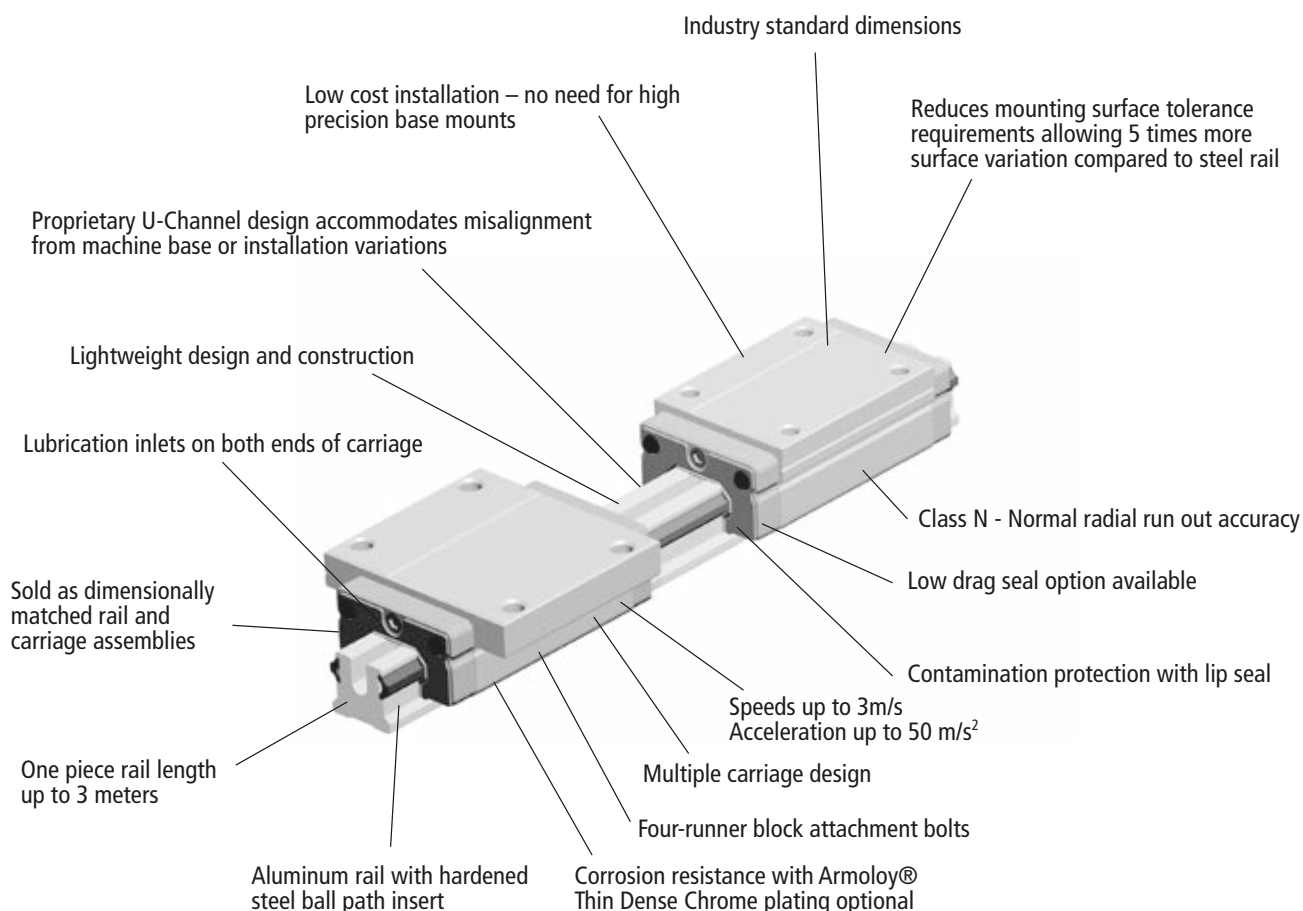 Industry standard dimensions
Low cost installation – no need for high
precision base mounts
Reduces mounting surface tolerance
requirements allowing 5 times more
surface variation compared to steel rail
Proprietary U-Channel design accommodates misalignment
from machine base or installation variations
Lightweight design and construction
Lubrication inlets on both ends of carriage
Class N - Normal radial run out accuracy
Low drag seal option available
Sold as dimensionally
matched rail and
carriage assemblies
Contamination protection with lip seal
Speeds up to 3m/s
Acceleration up to 50 m/s²
One piece rail length
up to 3 meters
Multiple carriage design
Four-runner block attachment bolts
Aluminum rail with hardened
steel ball path insert
Corrosion resistance with Armoloy®
Thin Dense Chrome plating optional